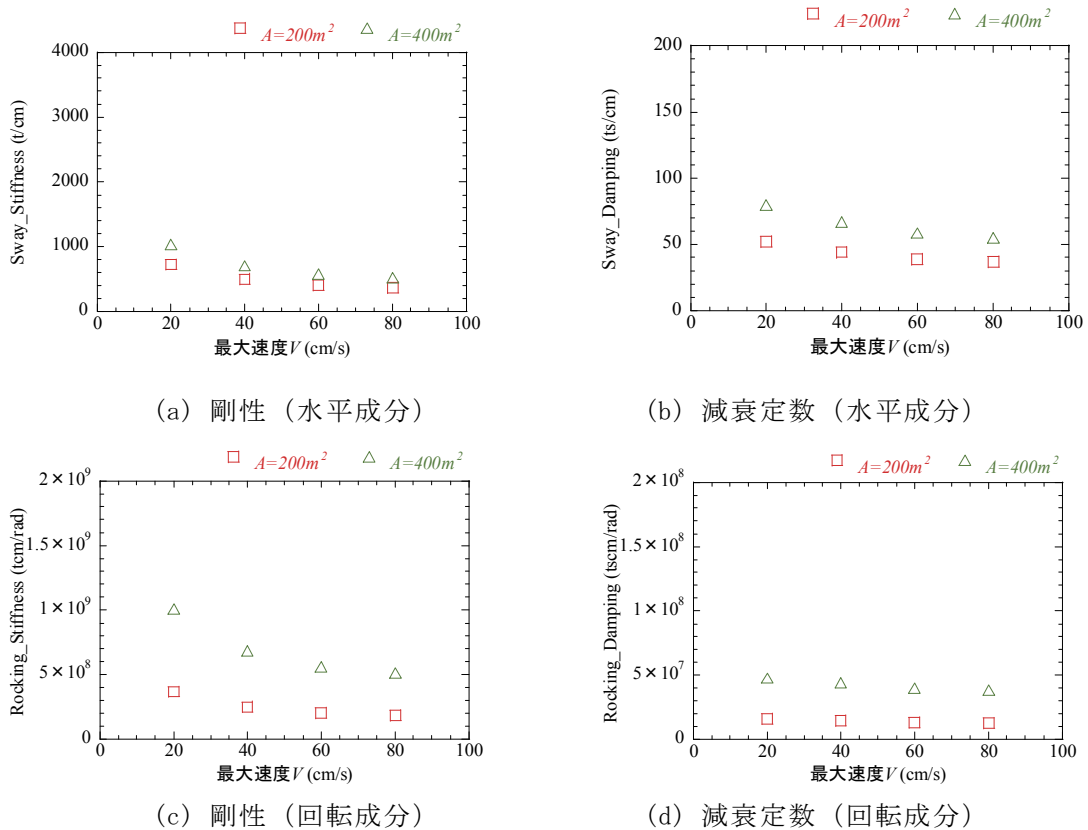 A=200m² A=400m²
4000
3000
2000
1000
0
Sway_Stiffness (t/cm)
0 20 40 60 80 100
最大速度V (cm/s)
(a) 剛性 (水平成分)
A=200m² A=400m²
200
150
100
50
0
Sway_Damping (ts/cm)
0 20 40 60 80 100
最大速度V (cm/s)
(b) 減衰定数 (水平成分)
A=200m² A=400m²
2×10⁹
1.5×10⁹
1×10⁹
5×10⁸
0
Rocking_Stiffness (tcm/rad)
0 20 40 60 80 100
最大速度V (cm/s)
(c) 剛性 (回転成分)
A=200m² A=400m²
2×10⁸
1.5×10⁸
1×10⁸
5×10⁷
0
Rocking_Damping (tscm/rad)
0 20 40 60 80 100
最大速度V (cm/s)
(d) 減衰定数 (回転成分)